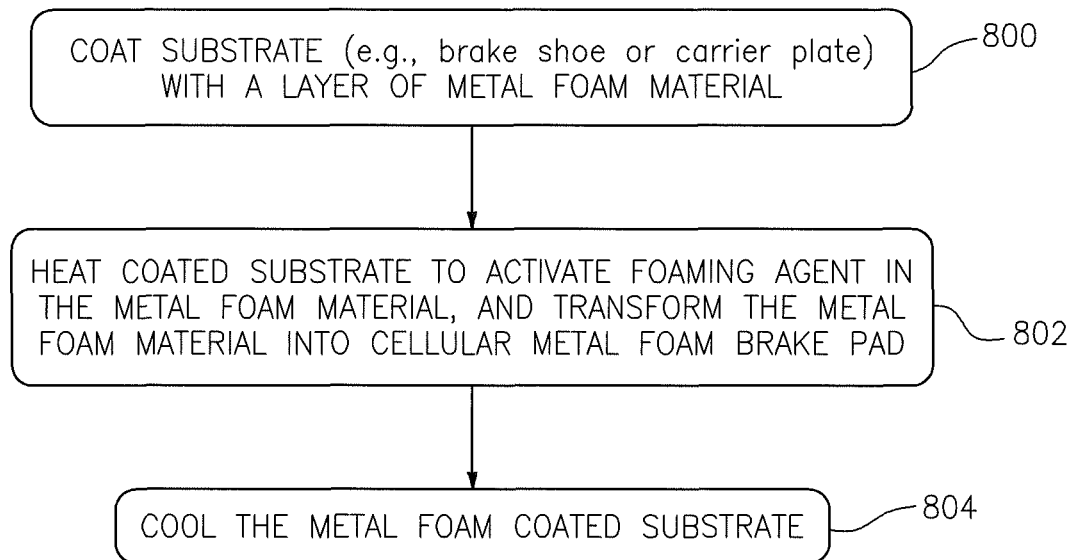 COAT SUBSTRATE (e.g., brake shoe or carrier plate)
WITH A LAYER OF METAL FOAM MATERIAL
800
HEAT COATED SUBSTRATE TO ACTIVATE FOAMING AGENT IN
THE METAL FOAM MATERIAL, AND TRANSFORM THE METAL
FOAM MATERIAL INTO CELLULAR METAL FOAM BRAKE PAD
802
COOL THE METAL FOAM COATED SUBSTRATE
804